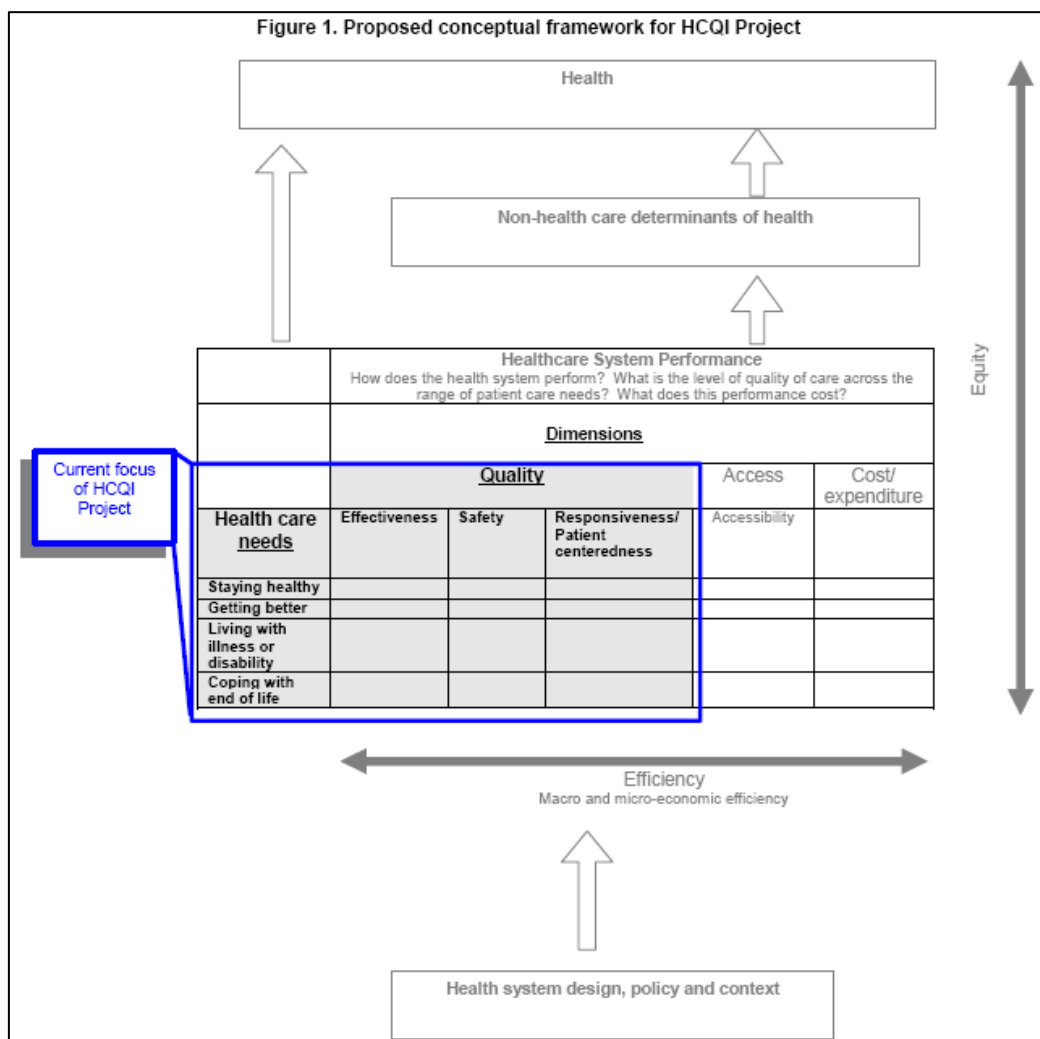 Figure 1. Proposed conceptual framework for HCQI Project
Health
Non-health care determinants of health
Equity
Healthcare System Performance
How does the health system perform? What is the level of quality of care across the
range of patient care needs? What does this performance cost?
Dimensions
Current focus
of HCQI
Project
Quality
Access
Cost/
expenditure
Health care
needs
Effectiveness
Safety
Responsiveness/
Patient
centeredness
Accessibility
Staying healthy
Getting better
Living with
illness or
disability
Coping with
end of life
Efficiency
Macro and micro-economic efficiency
Health system design, policy and context